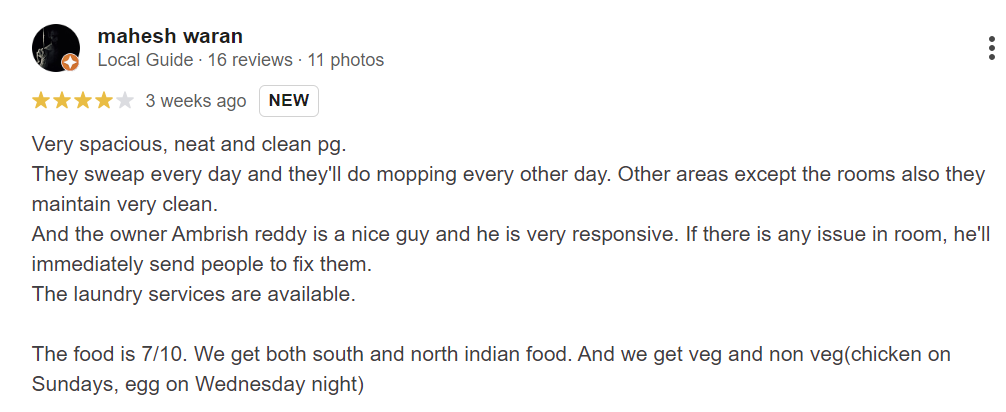 mahesh waran
Local Guide · 16 reviews · 11 photos
3 weeks ago NEW
Very spacious, neat and clean pg.
They sweap every day and they'll do mopping every other day. Other areas except the rooms also they
maintain very clean.
And the owner Ambrish reddy is a nice guy and he is very responsive. If there is any issue in room, he'll
immediately send people to fix them.
The laundry services are available.
The food is 7/10. We get both south and north indian food. And we get veg and non veg(chicken on
Sundays, egg on Wednesday night)